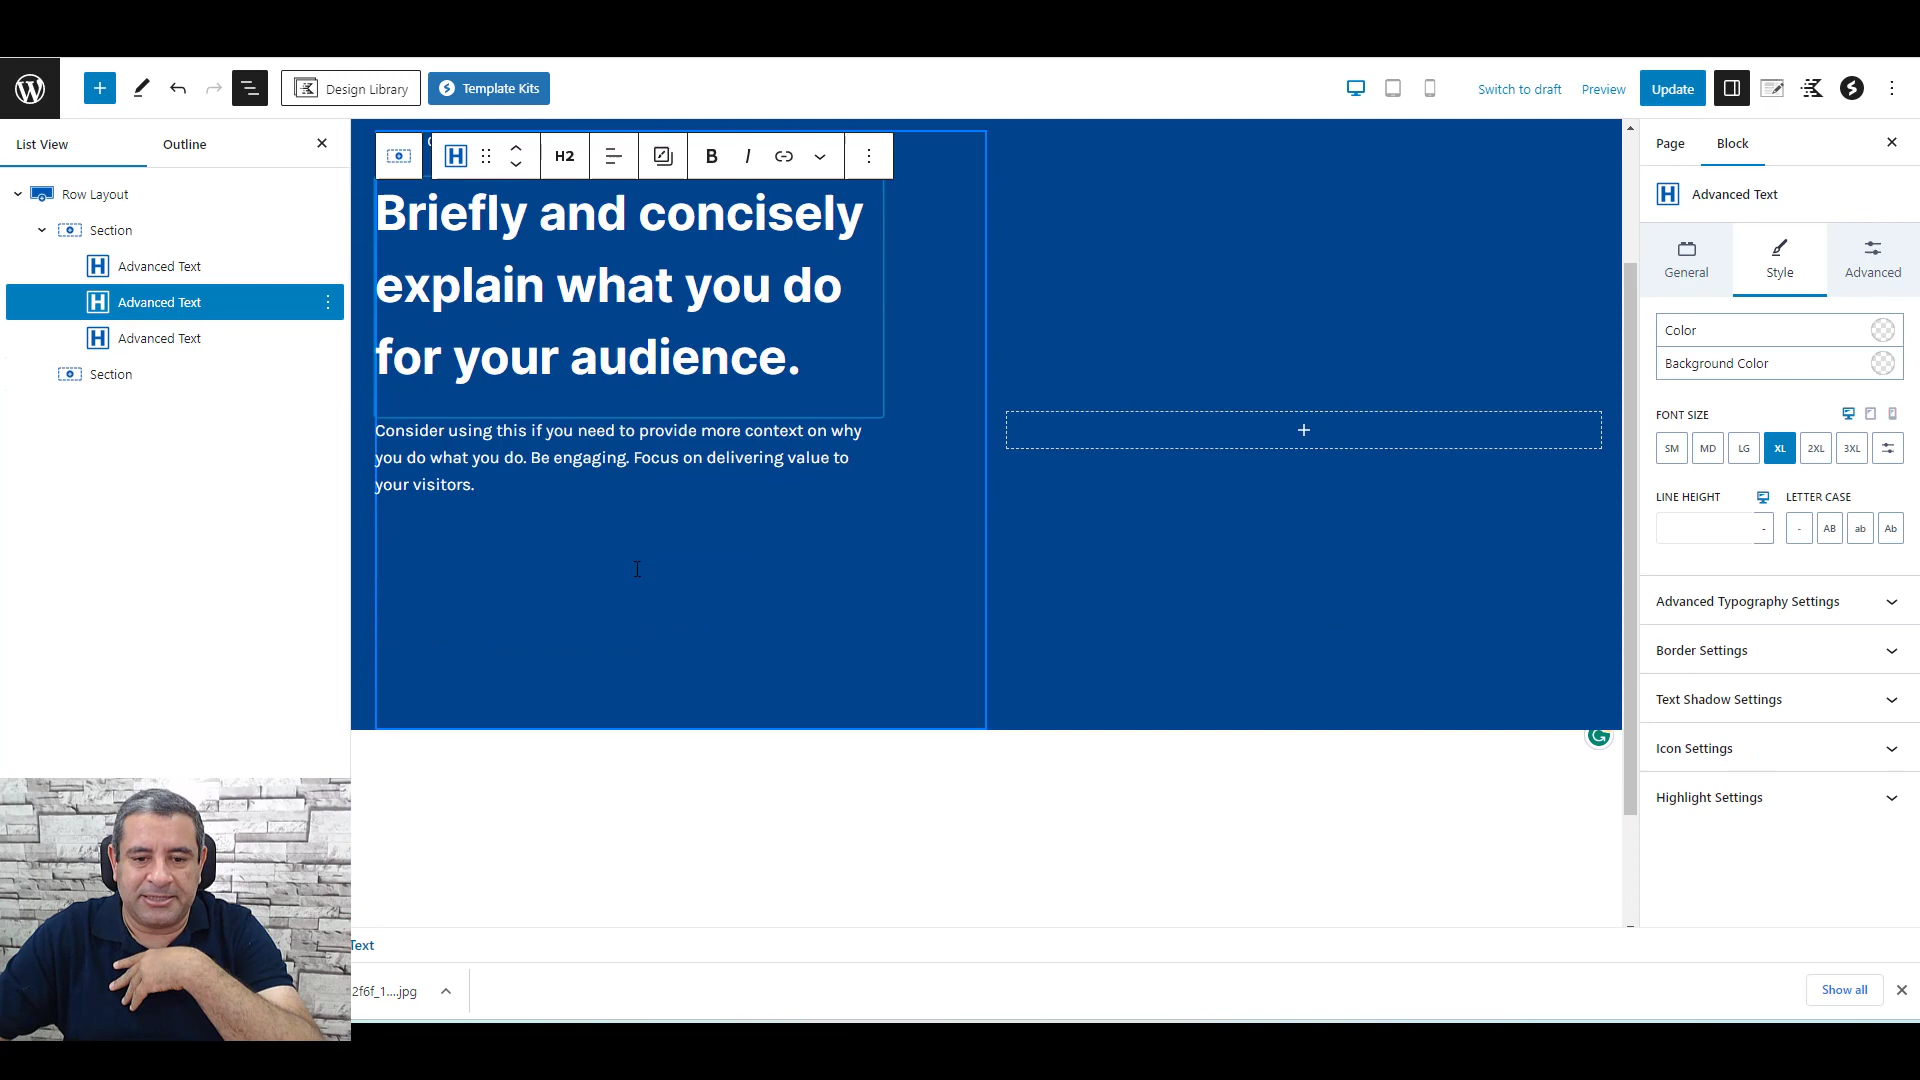 Design Library
Template Kits
Switch to draft
Preview
Update
List View
Outline
Row Layout
Section
Advanced Text
Advanced Text
Advanced Text
Section
H2
B
I
Briefly and concisely
explain what you do
for your audience.
Consider using this if you need to provide more context on why
you do what you do. Be engaging. Focus on delivering value to
your visitors.
Text
2f6f_1....jpg
Show all
Page
Block
Advanced Text
General
Style
Advanced
Color
Background Color
FONT SIZE
SM MD LG XL 2XL 3XL
LINE HEIGHT
LETTER CASE
-
- AB ab Ab
Advanced Typography Settings
Border Settings
Text Shadow Settings
Icon Settings
Highlight Settings